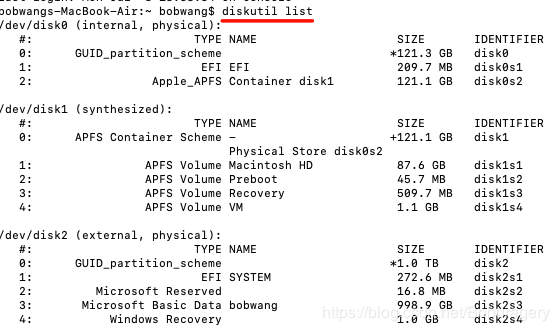 bobwangs-MacBook-Air:~ bobwang$ diskutil list
/dev/disk0 (internal, physical):
#: TYPE NAME SIZE IDENTIFIER
0: GUID_partition_scheme *121.3 GB disk0
1: EFI EFI 209.7 MB disk0s1
2: Apple_APFS Container disk1 121.1 GB disk0s2
/dev/disk1 (synthesized):
#: TYPE NAME SIZE IDENTIFIER
0: APFS Container Scheme - +121.1 GB disk1
Physical Store disk0s2
1: APFS Volume Macintosh HD 87.6 GB disk1s1
2: APFS Volume Preboot 45.7 MB disk1s2
3: APFS Volume Recovery 509.7 MB disk1s3
4: APFS Volume VM 1.1 GB disk1s4
/dev/disk2 (external, physical):
#: TYPE NAME SIZE IDENTIFIER
0: GUID_partition_scheme *1.0 TB disk2
1: EFI SYSTEM 272.6 MB disk2s1
2: Microsoft Reserved 16.8 MB disk2s2
3: Microsoft Basic Data bobwang 998.9 GB disk2s3
4: Windows Recovery 1.0 GB disk2s4